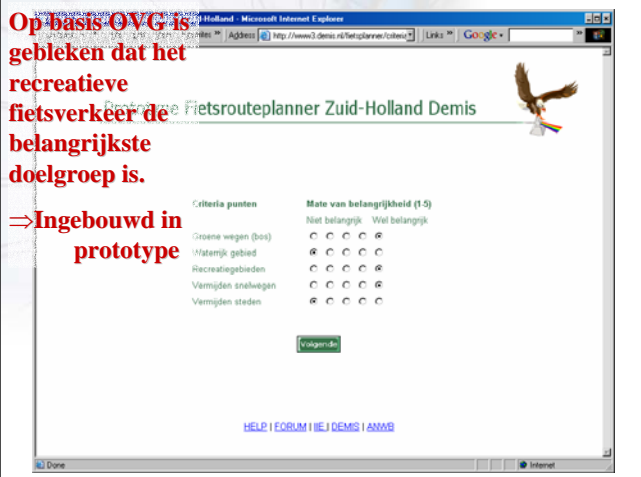 Op basis OVG is
gebleken dat het
recreatieve
fietsverkeer de
belangrijkste
doelgroep is.
⇒Ingebouwd in
prototype
-Holland - Microsoft Internet Explorer
Address http://www3.demis.nl/fietsplanner/criteria
Links » Google
Prototype Fietsrouteplanner Zuid-Holland Demis
Criteria punten Mate van belangrijkheid (1-5)
Niet belangrijk Wel belangrijk
Groene wegen (bos)
Waterrijk gebied
Recreatiegebieden
Vermijden snelwegen
Vermijden steden
Volgende
HELP | FORUM | IIE | DEMIS | ANWB
Done Internet